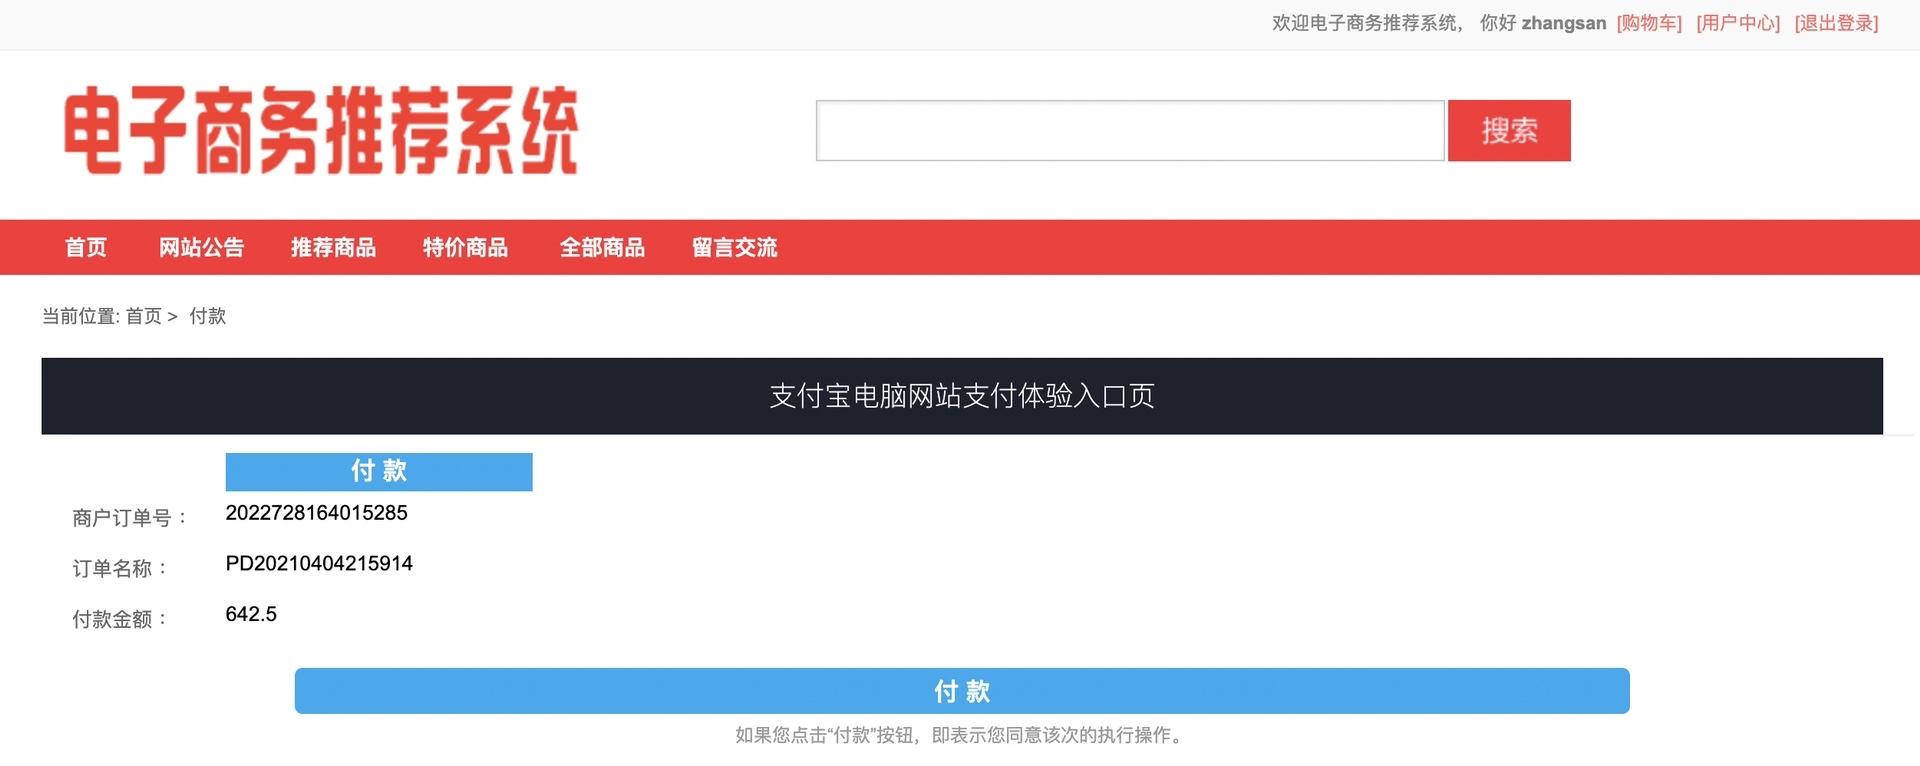 欢迎电子商务推荐系统, 你好 zhangsan [购物车] [用户中心] [退出登录]
电子商务推荐系统
搜索
首页 网站公告 推荐商品 特价商品 全部商品 留言交流
当前位置: 首页 > 付款
支付宝电脑网站支付体验入口页
付 款
商户订单号： 2022728164015285
订单名称： PD20210404215914
付款金额： 642.5
付 款
如果您点击“付款”按钮，即表示您同意该次的执行操作。